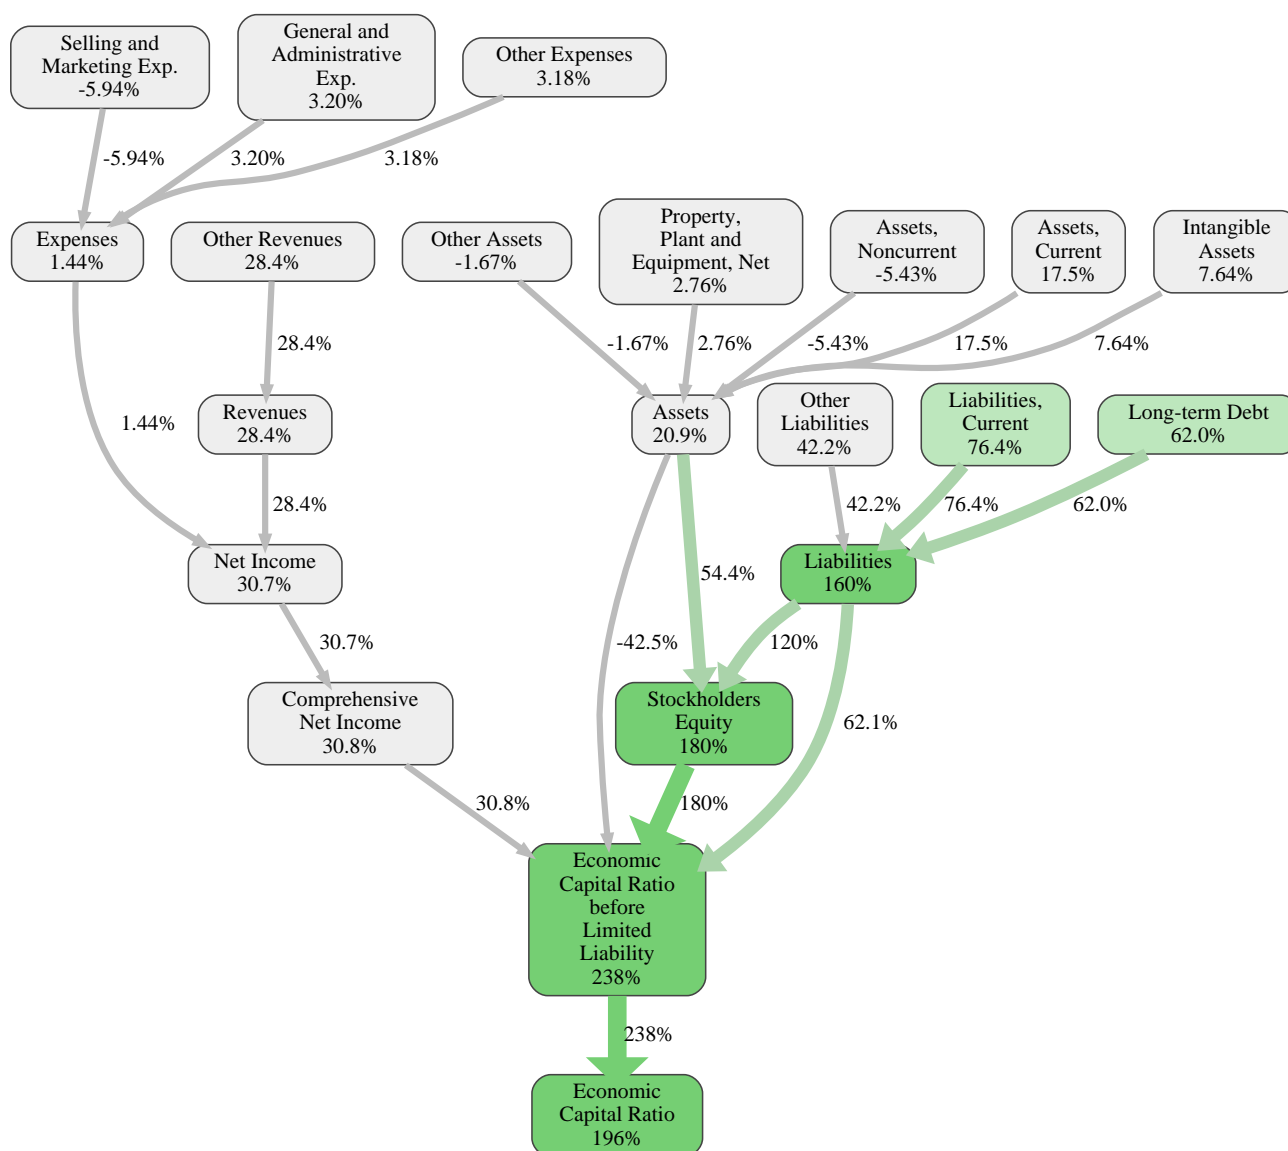 Selling and
Marketing Exp.
-5.94%
General and
Administrative
Exp.
3.20%
Other Expenses
3.18%
-5.94%
3.20%
3.18%
Expenses
1.44%
Other Revenues
28.4%
Other Assets
-1.67%
Property,
Plant and
Equipment, Net
2.76%
Assets,
Noncurrent
-5.43%
Assets,
Current
17.5%
Intangible
Assets
7.64%
28.4%
-1.67%
2.76%
-5.43%
17.5%
7.64%
1.44%
Revenues
28.4%
Assets
20.9%
Other
Liabilities
42.2%
Liabilities,
Current
76.4%
Long-term Debt
62.0%
28.4%
42.2%
76.4%
62.0%
Net Income
30.7%
54.4%
Liabilities
160%
30.7%
-42.5%
120%
Comprehensive
Net Income
30.8%
Stockholders
Equity
180%
62.1%
30.8%
180%
Economic
Capital Ratio
before
Limited
Liability
238%
238%
Economic
Capital Ratio
196%